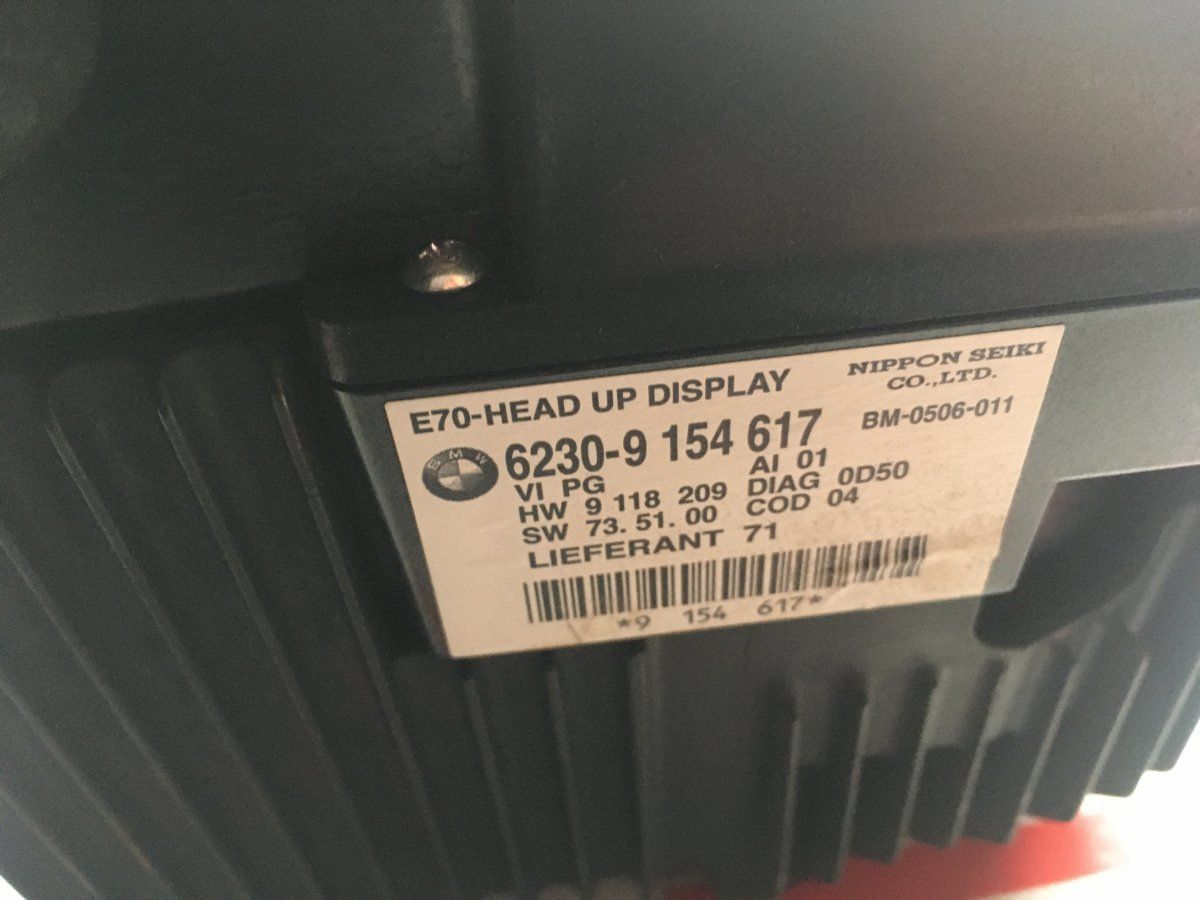 E70-HEAD UP DISPLAY
NIPPON SEIKI
CO.,LTD.
BMW
6230-9 154 617
BM-0506-011
VI PG AI 01
HW 9 118 209 DIAG 0D50
SW 73.51.00 COD 04
LIEFERANT 71
*9 154 617*